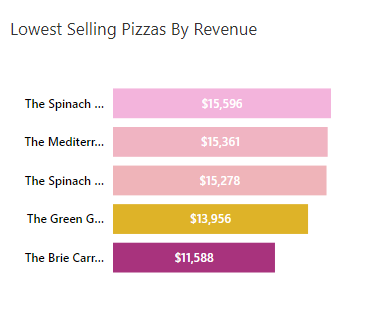 Lowest Selling Pizzas By Revenue
The Spinach ... $15,596
The Mediterr... $15,361
The Spinach ... $15,278
The Green G... $13,956
The Brie Carr... $11,588